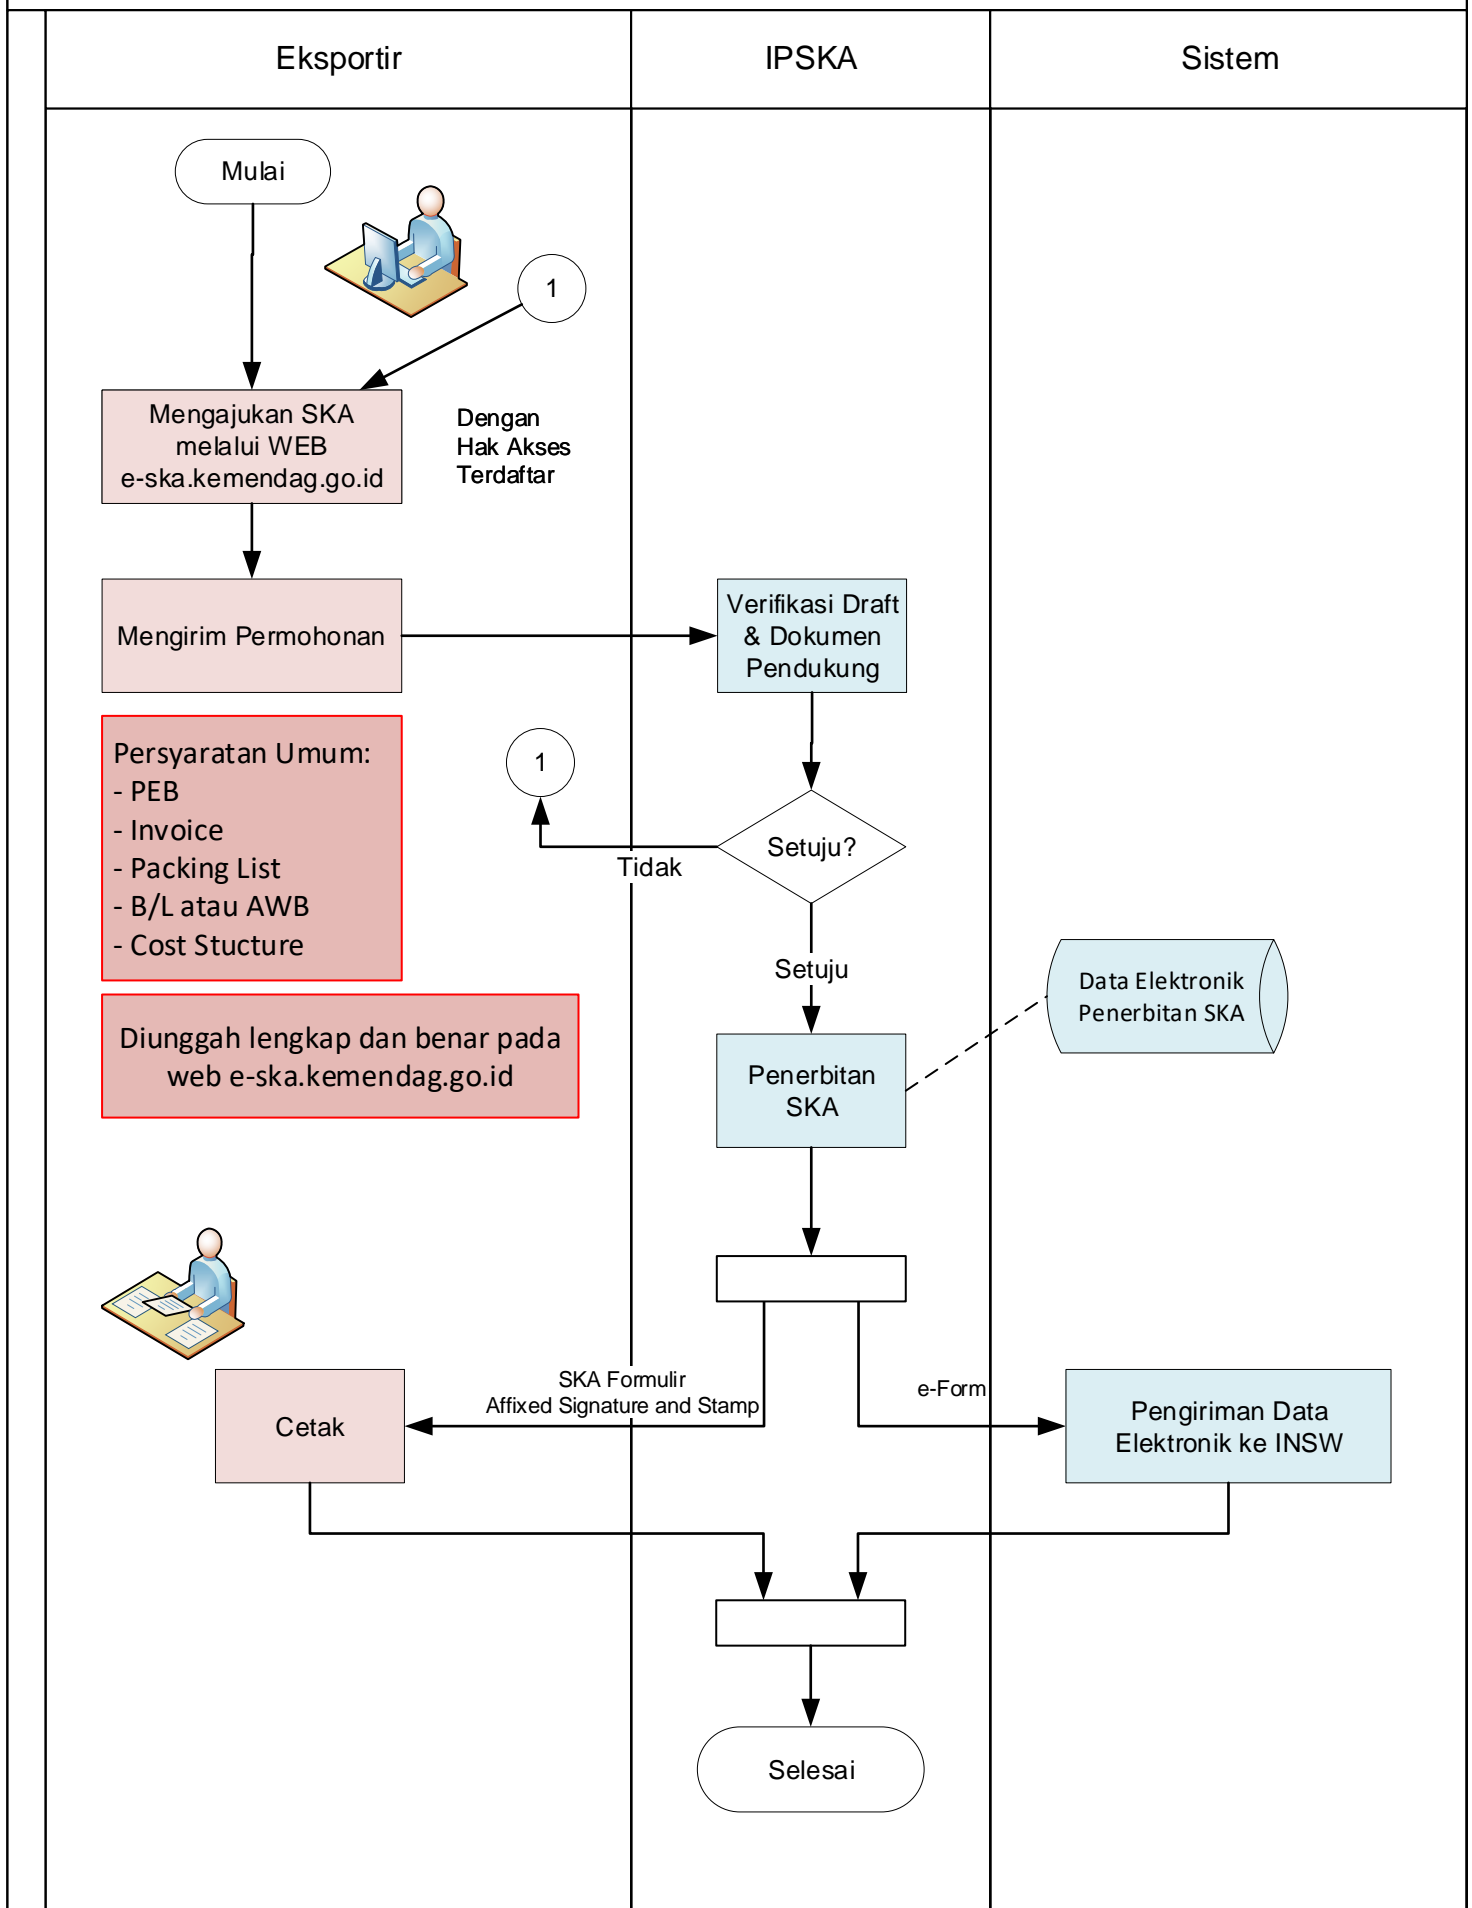 Eksportir
IPSKA
Sistem
Mulai
1
Mengajukan SKA
melalui WEB
e-ska.kemendag.go.id
Dengan
Hak Akses
Terdaftar
Mengirim Permohonan
Verifikasi Draft
& Dokumen
Pendukung
Persyaratan Umum:
- PEB
- Invoice
- Packing List
- B/L atau AWB
- Cost Stucture
1
Setuju?
Tidak
Setuju
Data Elektronik
Penerbitan SKA
Diunggah lengkap dan benar pada
web e-ska.kemendag.go.id
Penerbitan
SKA
SKA Formulir
Affixed Signature and Stamp
e-Form
Cetak
Pengiriman Data
Elektronik ke INSW
Selesai